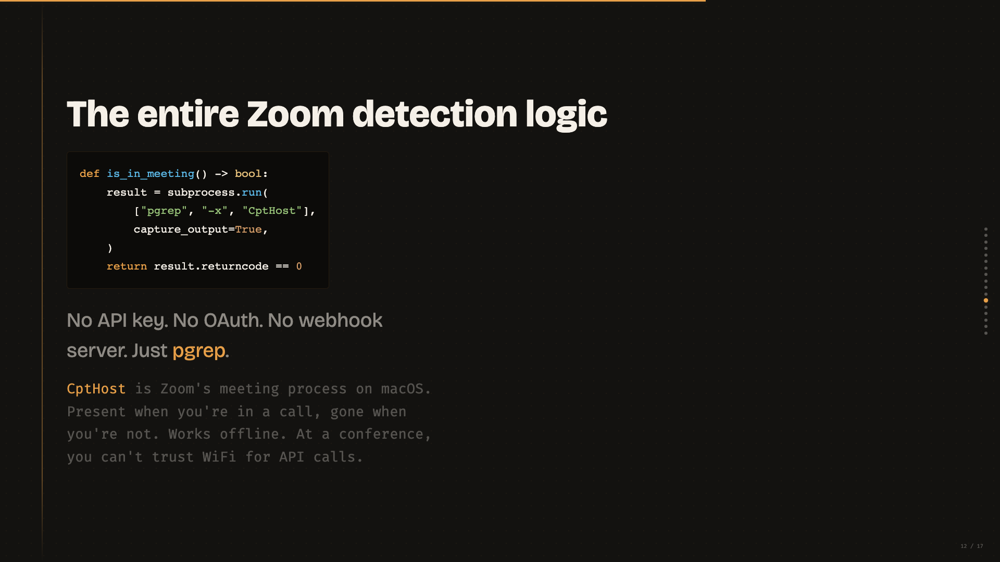 The entire Zoom detection logic
def is_in_meeting() -> bool:
    result = subprocess.run(
        ["pgrep", "-x", "CptHost"],
        capture_output=True,
    )
    return result.returncode == 0
No API key. No OAuth. No webhook
server. Just pgrep.
CptHost is Zoom's meeting process on macOS.
Present when you're in a call, gone when
you're not. Works offline. At a conference,
you can't trust WiFi for API calls.
12 / 17